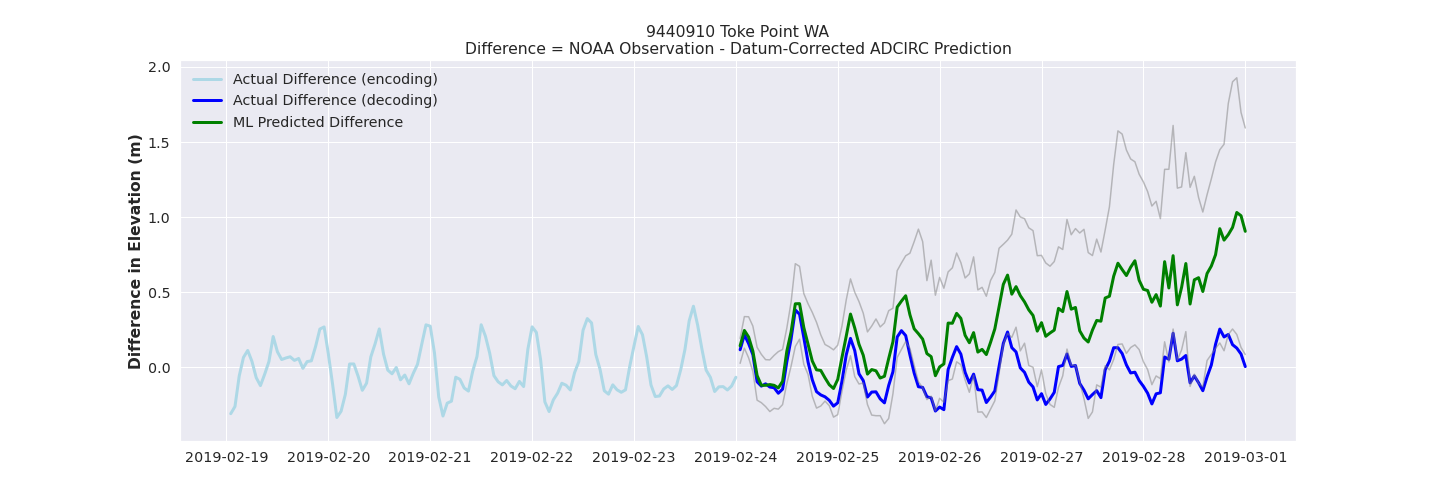 9440910 Toke Point WA
Difference = NOAA Observation - Datum-Corrected ADCIRC Prediction
Difference in Elevation (m)
2.0
1.5
1.0
0.5
0.0
Actual Difference (encoding)
Actual Difference (decoding)
ML Predicted Difference
2019-02-19 2019-02-20 2019-02-21 2019-02-22 2019-02-23 2019-02-24 2019-02-25 2019-02-26 2019-02-27 2019-02-28 2019-03-01